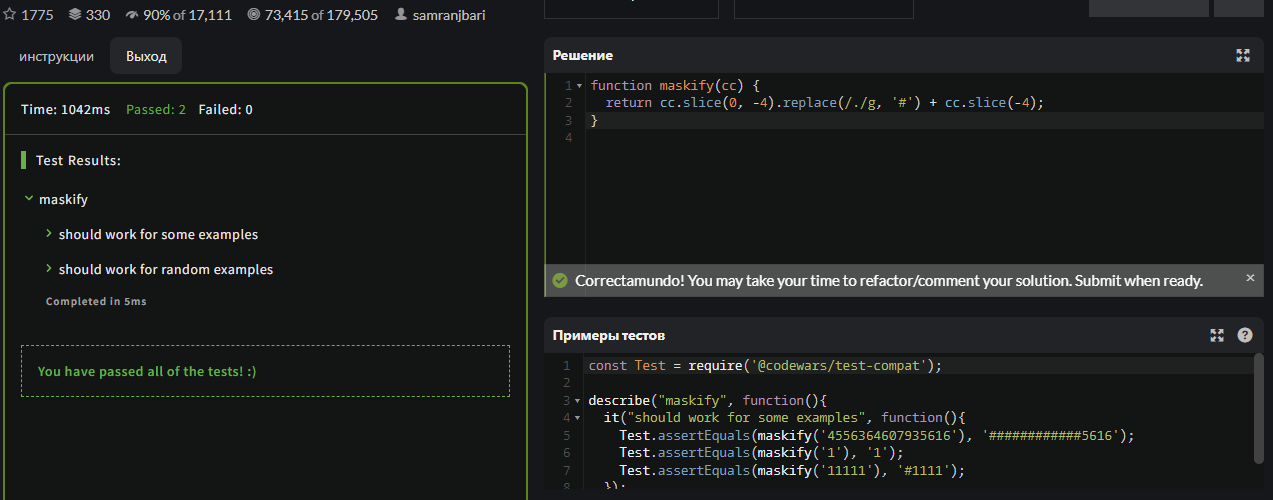 1775 330 90% of 17,111 73,415 of 179,505 samranjbari
инструкции Выход
Time: 1042ms Passed: 2 Failed: 0
Test Results:
maskify
should work for some examples
should work for random examples
Completed in 5ms
You have passed all of the tests! :)
Решение
1 function maskify(cc) {
2 return cc.slice(0, -4).replace(/./g, '#') + cc.slice(-4);
3 }
4
Correctamundo! You may take your time to refactor/comment your solution. Submit when ready. ×
Примеры тестов ?
1 const Test = require('@codewars/test-compat');
2
3 describe("maskify", function(){
4 it("should work for some examples", function(){
5 Test.assertEquals(maskify('4556364607935616'), '############5616');
6 Test.assertEquals(maskify('1'), '1');
7 Test.assertEquals(maskify('11111'), '#1111');
8 });